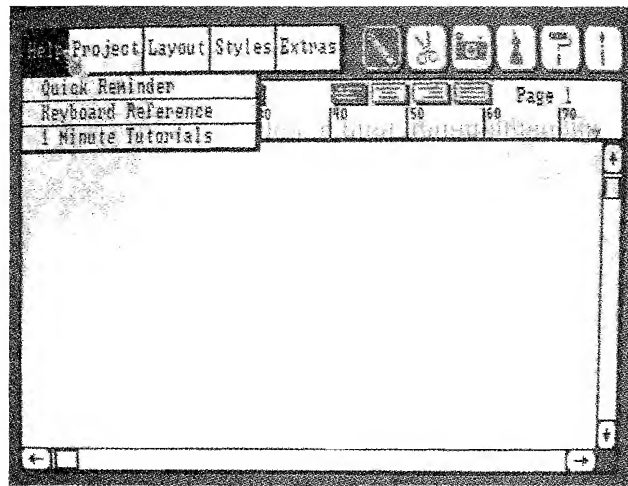 Help Project Layout Styles Extras
Quick Reminder
Page 1
Keyboard Reference
40 50 60 70
1 Minute Tutorials